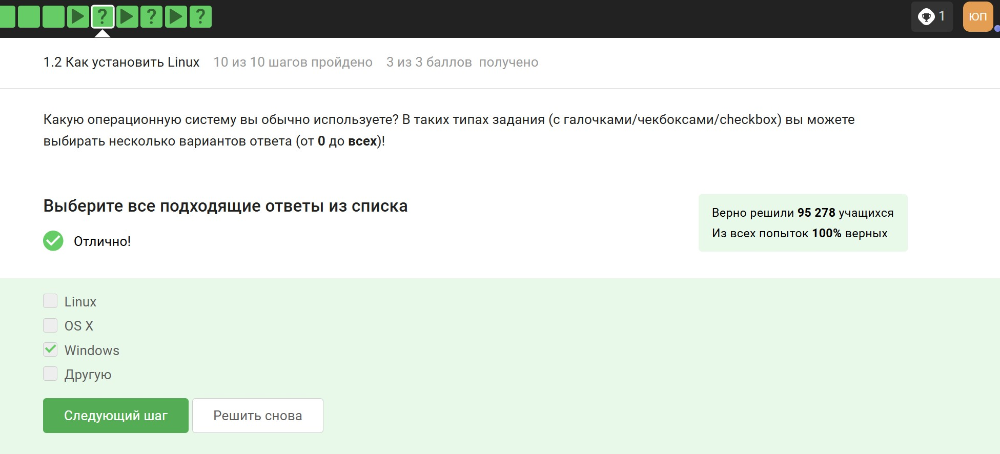 ? ? ?
1
ЮП
1.2 Как установить Linux 10 из 10 шагов пройдено 3 из 3 баллов получено
Какую операционную систему вы обычно используете? В таких типах задания (с галочками/чекбоксами/checkbox) вы можете
выбирать несколько вариантов ответа (от 0 до всех)!
Выберите все подходящие ответы из списка
Отлично!
Верно решили 95 278 учащихся
Из всех попыток 100% верных
Linux
OS X
Windows
Другую
Следующий шаг
Решить снова